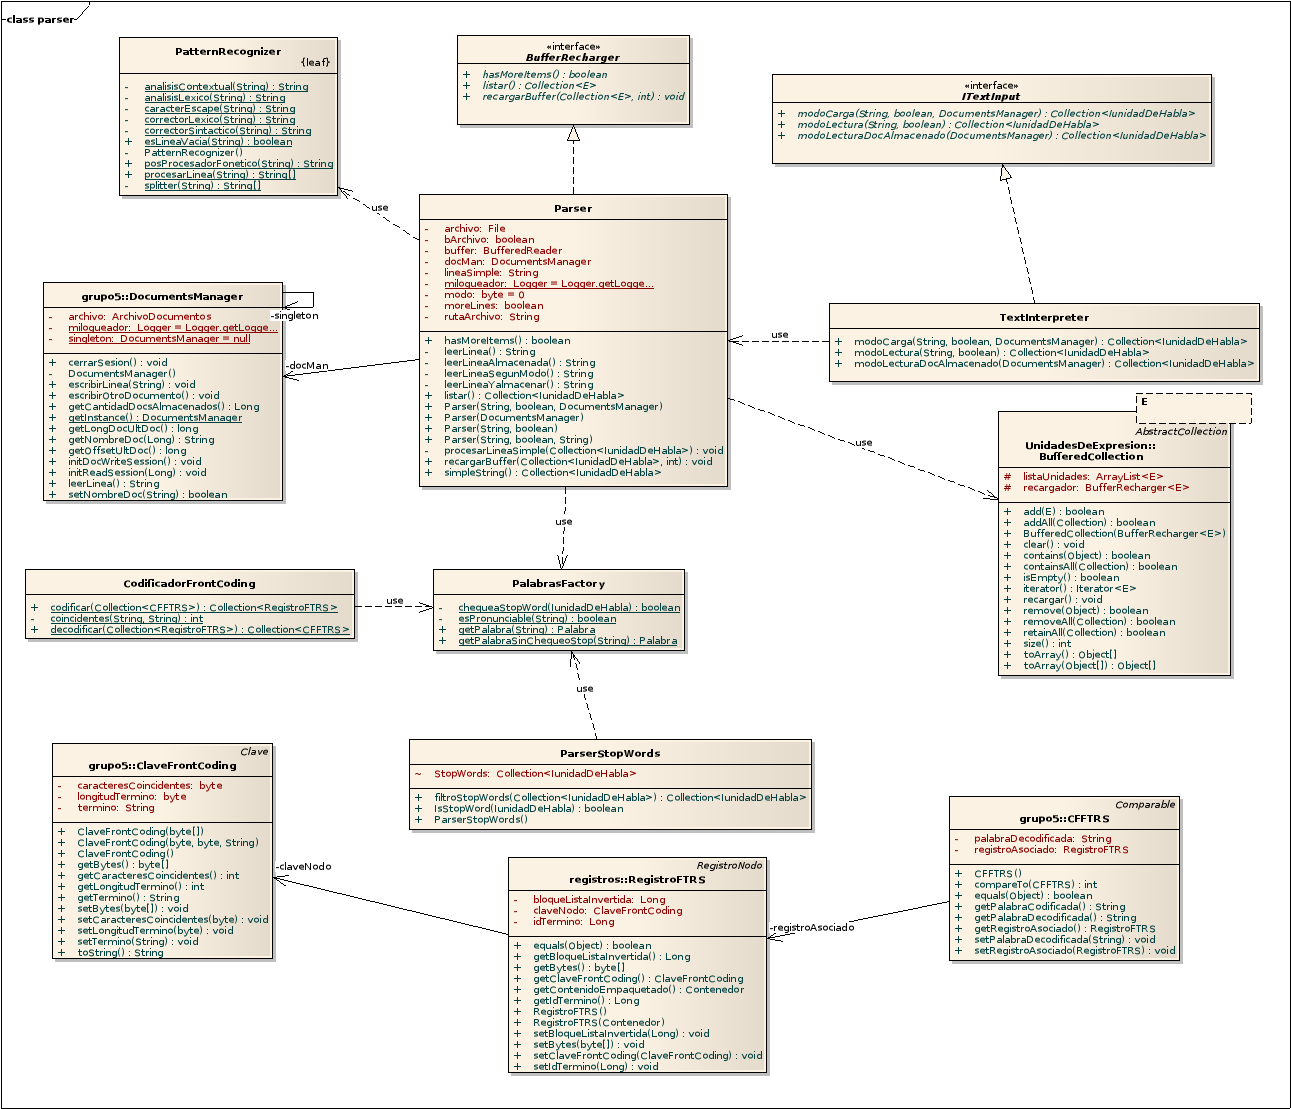 class parser
PatternRecognizer
{leaf}
- analisisContextual(String) : String
- analisisLexico(String) : String
- caracterEscape(String) : String
- correctorLexico(String) : String
- correctorSintactico(String) : String
+ esLineaVacia(String) : boolean
- PatternRecognizer()
+ posProcesadorFonetico(String) : String
+ procesarLinea(String) : String[]
- splitter(String) : String[]
«interface»
BufferRecharger
+ hasMoreItems() : boolean
+ listar() : Collection<E>
+ recargarBuffer(Collection<E>, int) : void
«interface»
ITextInput
+ modoCarga(String, boolean, DocumentsManager) : Collection<IunidadDeHabla>
+ modoLectura(String, boolean) : Collection<IunidadDeHabla>
+ modoLecturaDocAlmacenado(DocumentsManager) : Collection<IunidadDeHabla>
use
Parser
- archivo: File
- bArchivo: boolean
- buffer: BufferedReader
- docMan: DocumentsManager
- lineaSimple: String
- milogueador: Logger = Logger.getLogge...
- modo: byte = 0
- moreLines: boolean
- rutaArchivo: String
+ hasMoreItems() : boolean
- leerLinea() : String
- leerLineaAlmacenada() : String
- leerLineaSegunModo() : String
- leerLineaYalmacenar() : String
+ listar() : Collection<IunidadDeHabla>
+ Parser(String, boolean, DocumentsManager)
+ Parser(DocumentsManager)
+ Parser(String, boolean)
+ Parser(String, boolean, String)
- procesarLineaSimple(Collection<IunidadDeHabla>) : void
+ recargarBuffer(Collection<IunidadDeHabla>, int) : void
+ simpleString() : Collection<IunidadDeHabla>
grupo5::DocumentsManager
- archivo: ArchivoDocumentos
- milogueador: Logger = Logger.getLogge...
- singleton: DocumentsManager = null
+ cerrarSesion() : void
- DocumentsManager()
+ escribirLinea(String) : void
+ escribirOtroDocumento() : void
+ getCantidadDocsAlmacenados() : Long
+ getInstance() : DocumentsManager
+ getLongDocUltDoc() : long
+ getNombreDoc(Long) : String
+ getOffsetUltDoc() : long
+ initDocWriteSession() : void
+ initReadSession(Long) : void
+ leerLinea() : String
+ setNombreDoc(String) : boolean
-singleton
-docMan
use
TextInterpreter
+ modoCarga(String, boolean, DocumentsManager) : Collection<IunidadDeHabla>
+ modoLectura(String, boolean) : Collection<IunidadDeHabla>
+ modoLecturaDocAlmacenado(DocumentsManager) : Collection<IunidadDeHabla>
use
E
AbstractCollection
UnidadesDeExpresion::
BufferedCollection
# listaUnidades: ArrayList<E>
# recargador: BufferRecharger<E>
+ add(E) : boolean
+ addAll(Collection) : boolean
+ BufferedCollection(BufferRecharger<E>)
+ clear() : void
+ contains(Object) : boolean
+ containsAll(Collection) : boolean
+ isEmpty() : boolean
+ iterator() : Iterator<E>
+ recargar() : void
+ remove(Object) : boolean
+ removeAll(Collection) : boolean
+ retainAll(Collection) : boolean
+ size() : int
+ toArray() : Object[]
+ toArray(Object[]) : Object[]
use
CodificadorFrontCoding
+ codificar(Collection<CFFTRS>) : Collection<RegistroFTRS>
- coincidentes(String, String) : int
+ decodificar(Collection<RegistroFTRS>) : Collection<CFFTRS>
use
PalabrasFactory
- chequeaStopWord(IunidadDeHabla) : boolean
- esPronunciable(String) : boolean
+ getPalabra(String) : Palabra
+ getPalabraSinChequeoStop(String) : Palabra
use
ParserStopWords
~ StopWords: Collection<IunidadDeHabla>
+ filtroStopWords(Collection<IunidadDeHabla>) : Collection<IunidadDeHabla>
+ IsStopWord(IunidadDeHabla) : boolean
+ ParserStopWords()
Clave
grupo5::ClaveFrontCoding
- caracteresCoincidentes: byte
- longitudTermino: byte
- termino: String
+ ClaveFrontCoding(byte[])
+ ClaveFrontCoding(byte, byte, String)
+ ClaveFrontCoding()
+ getBytes() : byte[]
+ getCaracteresCoincidentes() : int
+ getLongitudTermino() : int
+ getTermino() : String
+ setBytes(byte[]) : void
+ setCaracteresCoincidentes(byte) : void
+ setLongitudTermino(byte) : void
+ setTermino(String) : void
+ toString() : String
-claveNodo
RegistroNodo
registros::RegistroFTRS
- bloqueListaInvertida: Long
- claveNodo: ClaveFrontCoding
- idTermino: Long
+ equals(Object) : boolean
+ getBloqueListaInvertida() : Long
+ getBytes() : byte[]
+ getClaveFrontCoding() : ClaveFrontCoding
+ getContenidoEmpaquetado() : Contenedor
+ getIdTermino() : Long
+ RegistroFTRS()
+ RegistroFTRS(Contenedor)
+ setBloqueListaInvertida(Long) : void
+ setBytes(byte[]) : void
+ setClaveFrontCoding(ClaveFrontCoding) : void
+ setIdTermino(Long) : void
-registroAsociado
Comparable
grupo5::CFFTRS
- palabraDecodificada: String
- registroAsociado: RegistroFTRS
+ CFFTRS()
+ compareTo(CFFTRS) : int
+ equals(Object) : boolean
+ getPalabraCodificada() : String
+ getPalabraDecodificada() : String
+ getRegistroAsociado() : RegistroFTRS
+ setPalabraDecodificada(String) : void
+ setRegistroAsociado(RegistroFTRS) : void